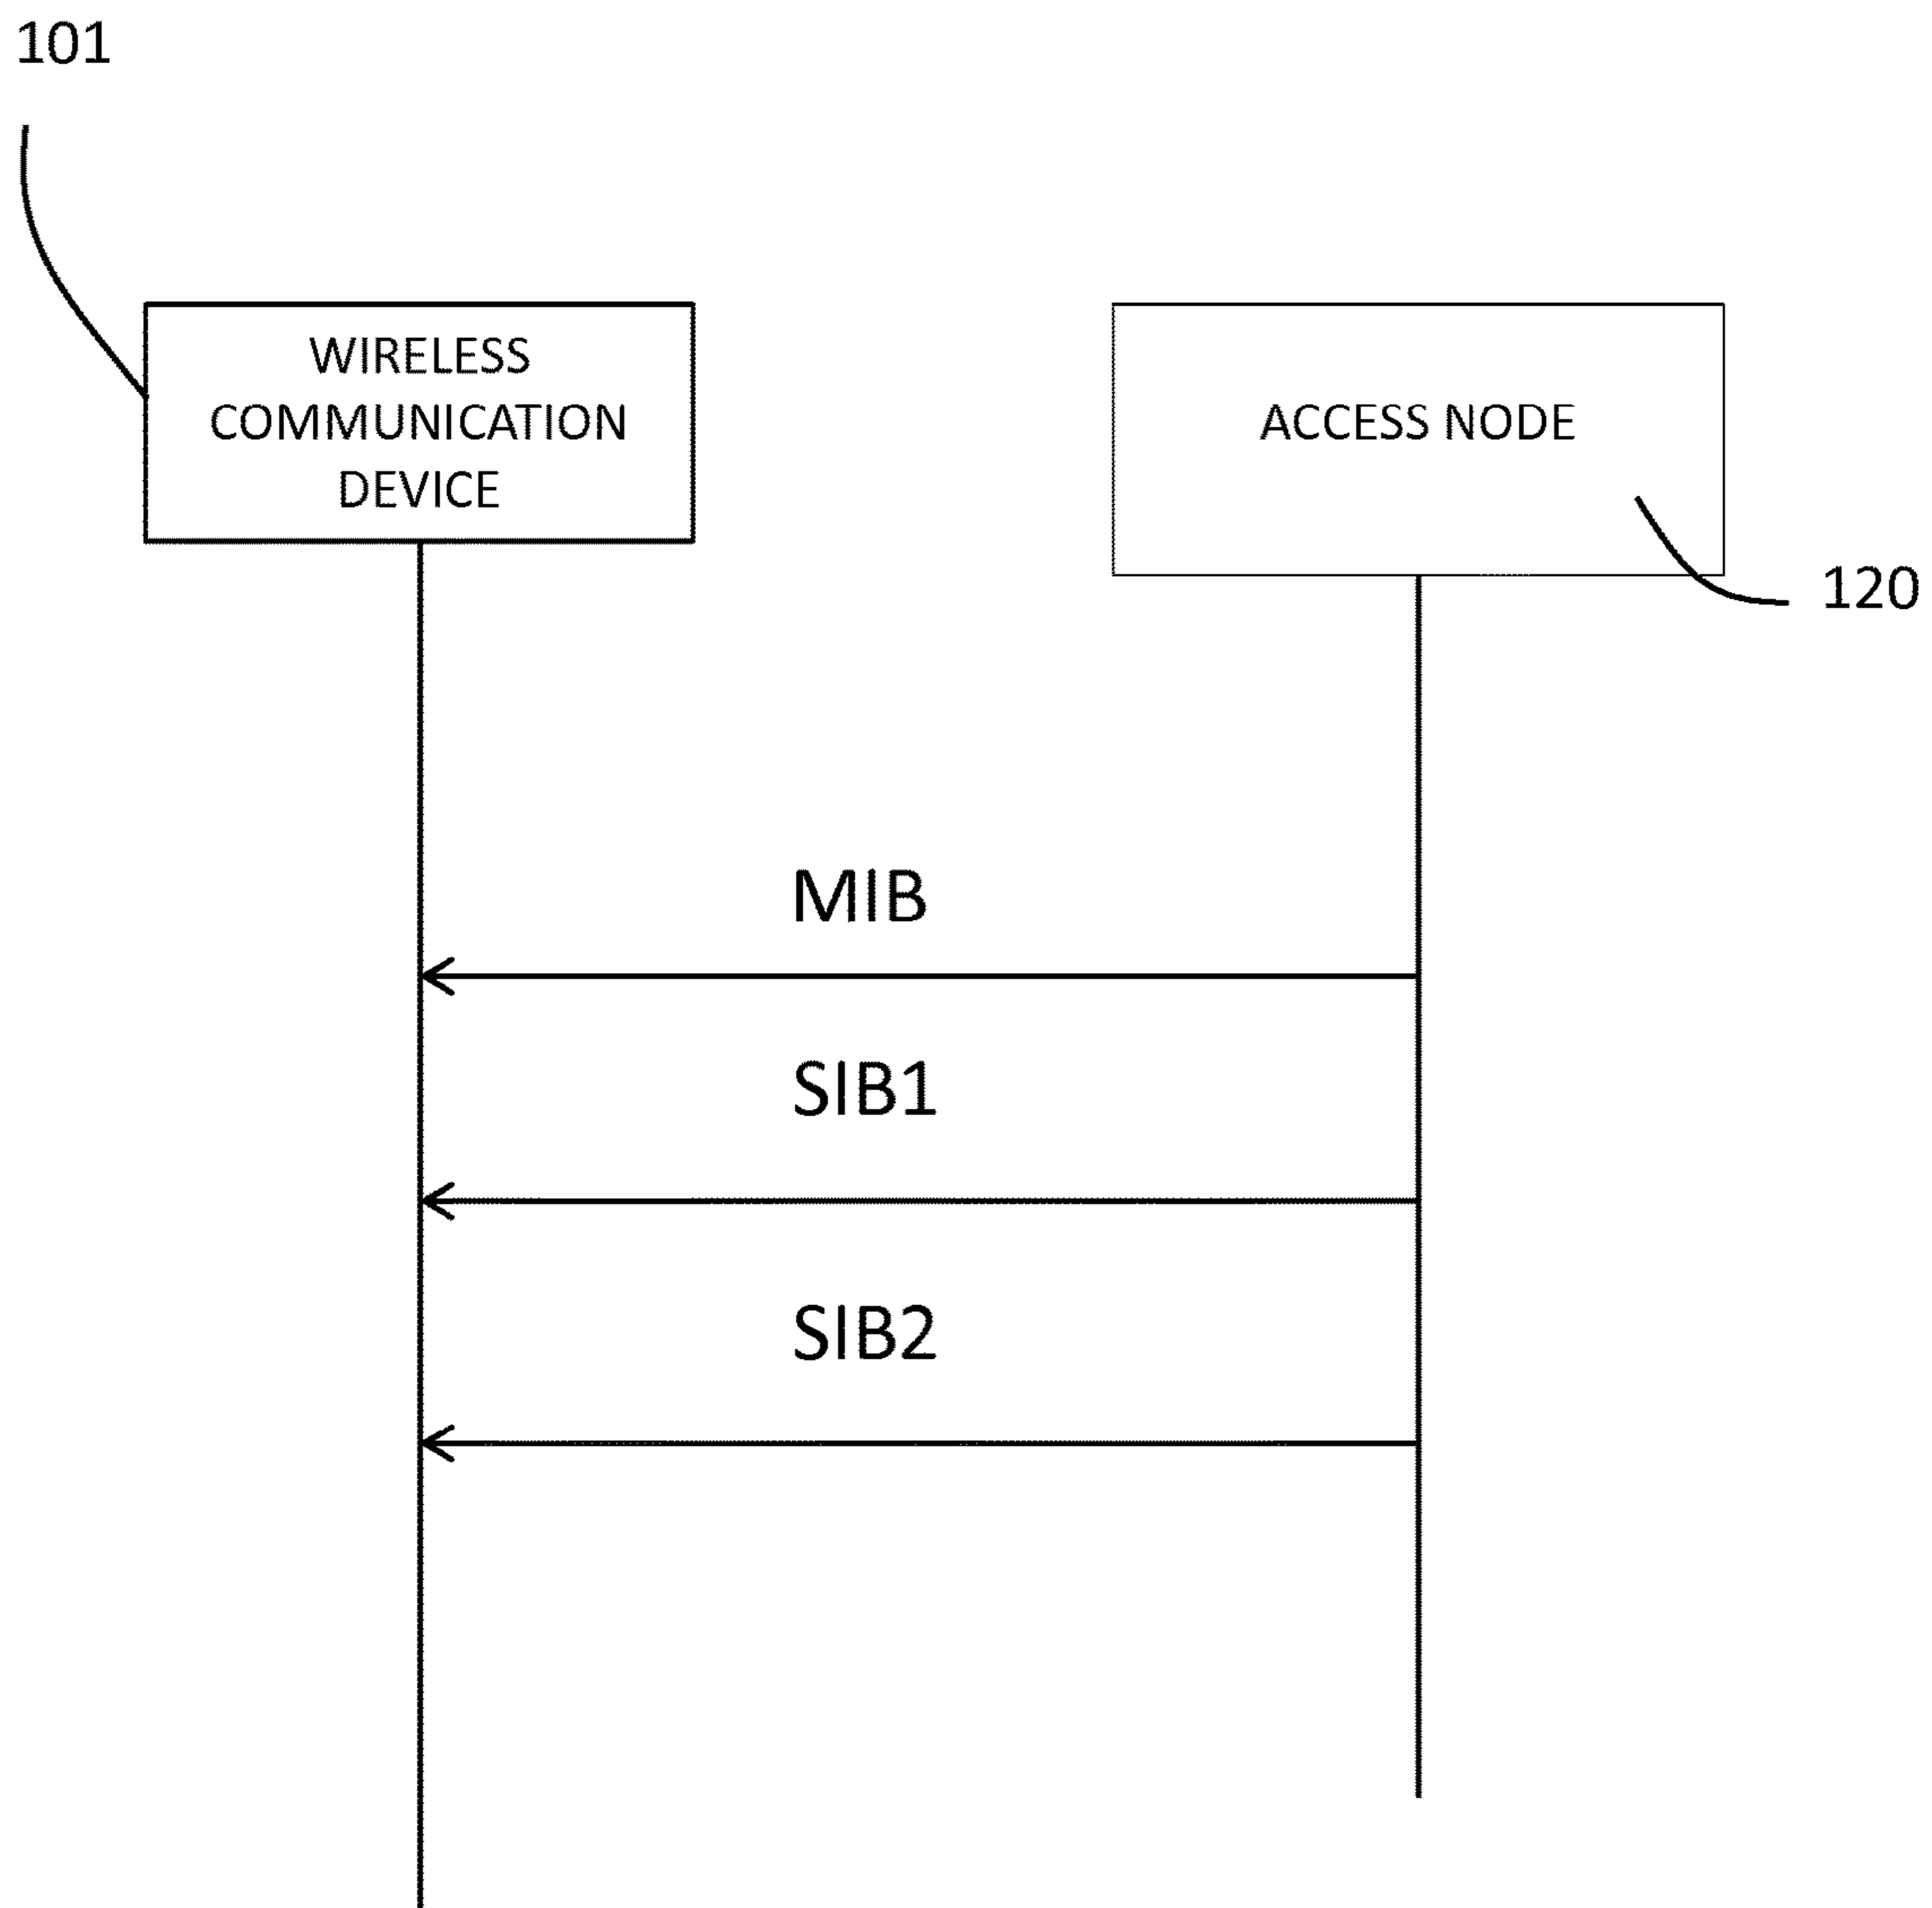 101
WIRELESS
COMMUNICATION
DEVICE
ACCESS NODE
120
MIB
SIB1
SIB2